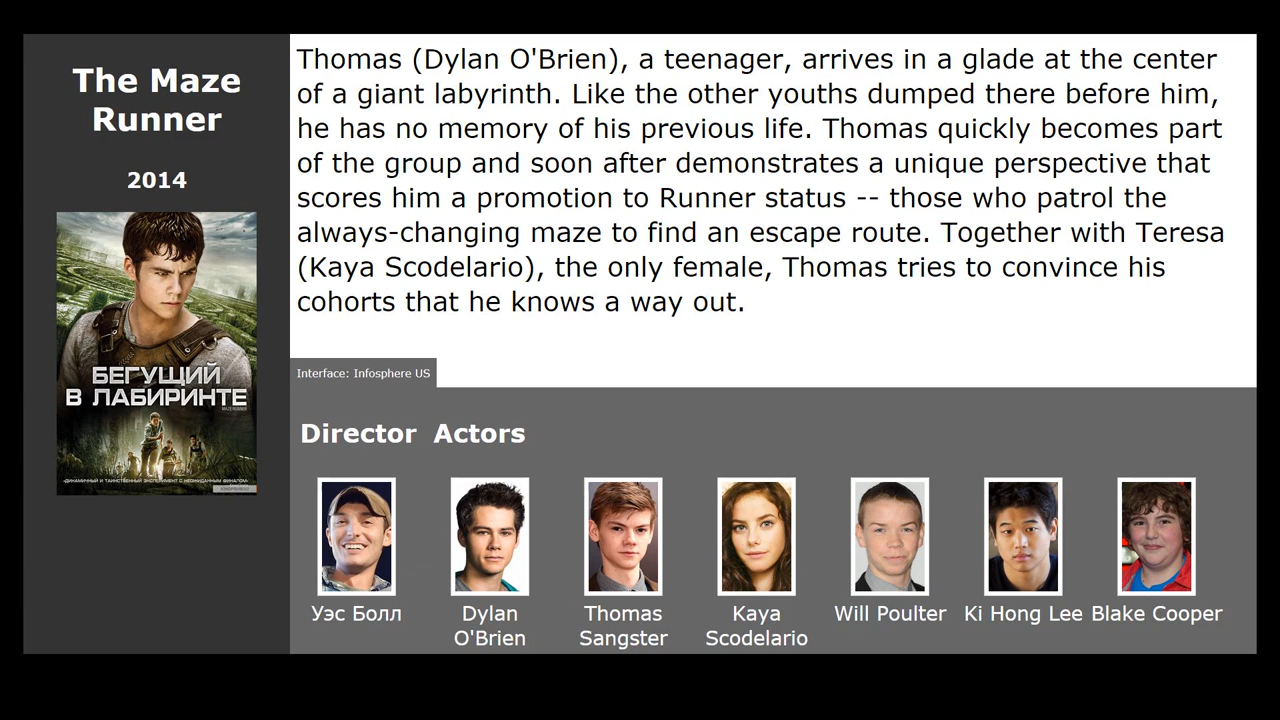 The Maze
Runner
2014
БЕГУЩИЙ
В ЛАБИРИНТЕ
Thomas (Dylan O'Brien), a teenager, arrives in a glade at the center
of a giant labyrinth. Like the other youths dumped there before him,
he has no memory of his previous life. Thomas quickly becomes part
of the group and soon after demonstrates a unique perspective that
scores him a promotion to Runner status -- those who patrol the
always-changing maze to find an escape route. Together with Teresa
(Kaya Scodelario), the only female, Thomas tries to convince his
cohorts that he knows a way out.
Interface: Infosphere US
Director Actors
Уэс Болл
Dylan
O'Brien
Thomas
Sangster
Kaya
Scodelario
Will Poulter
Ki Hong Lee
Blake Cooper